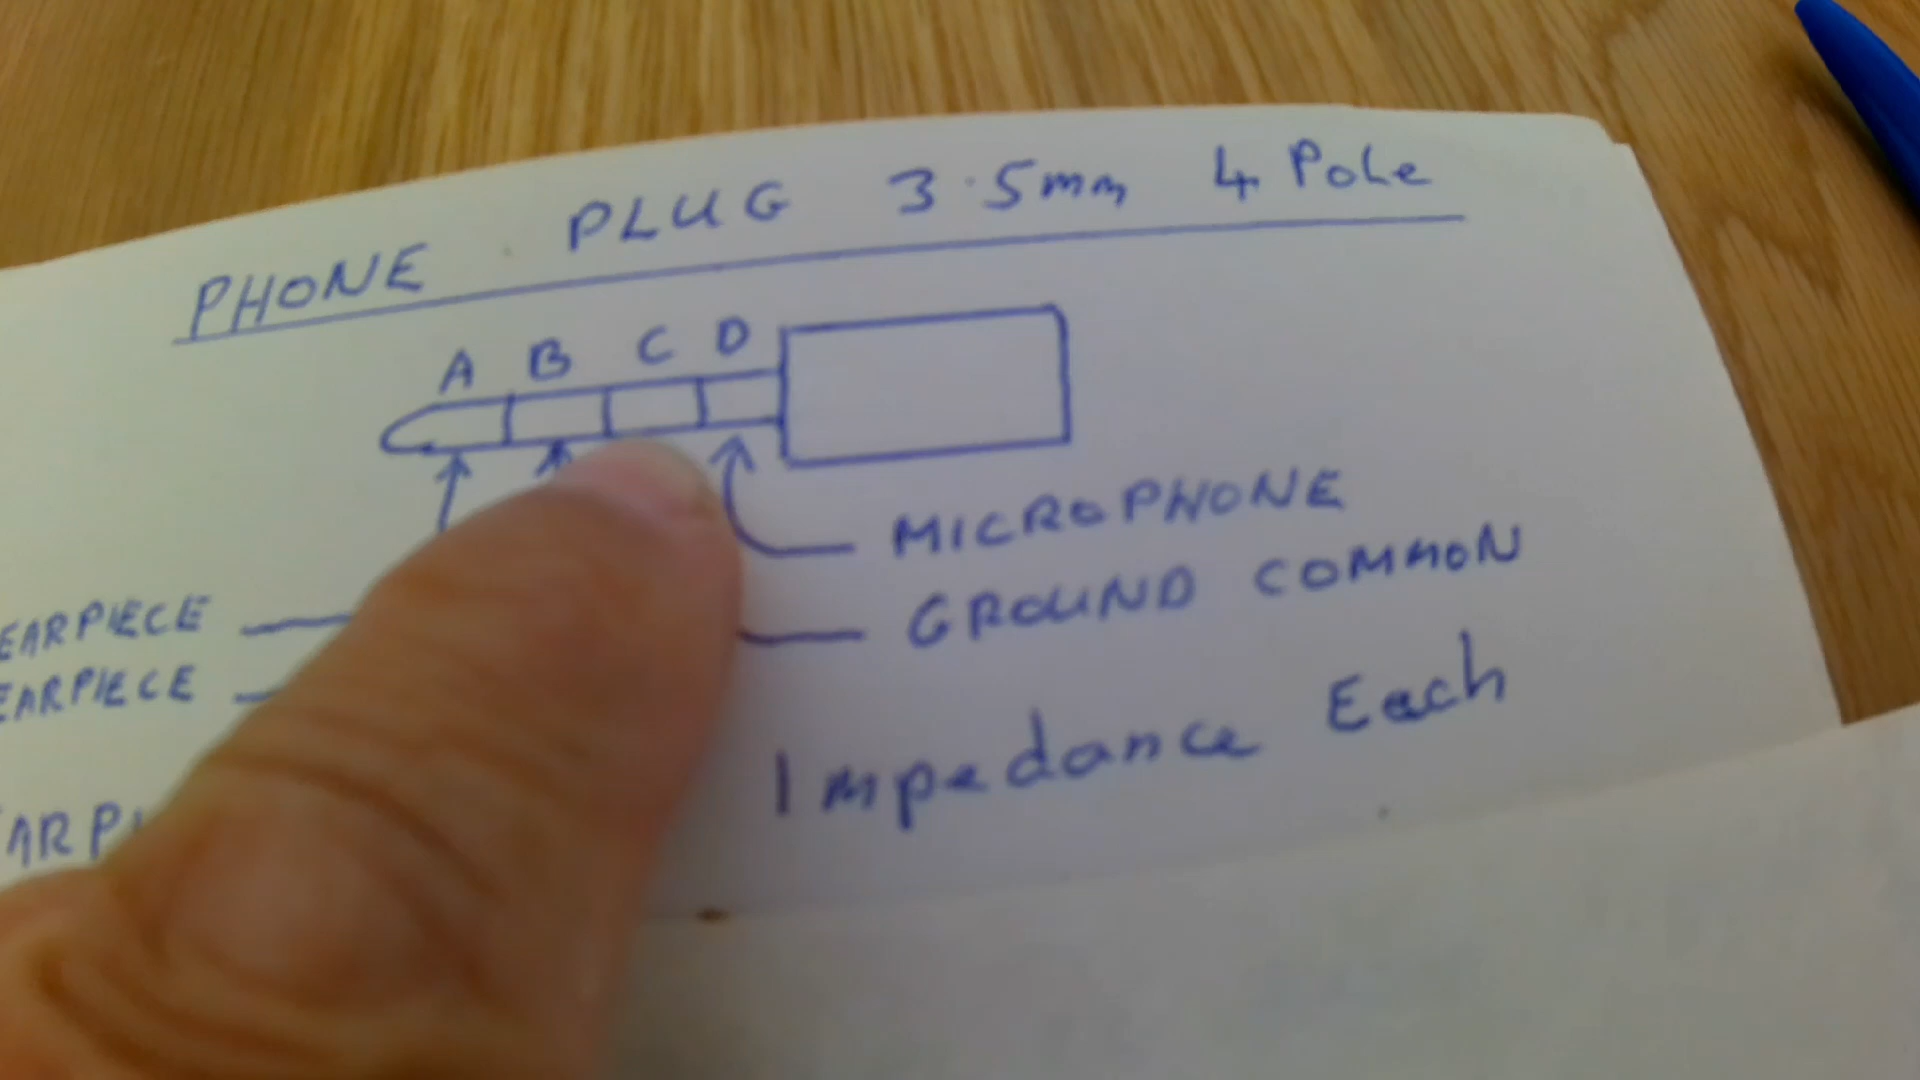 PHONE PLUG 3.5mm 4 Pole
A B C D
MICROPHONE
EARPIECE GROUND COMMON
EARPIECE
Impedance Each